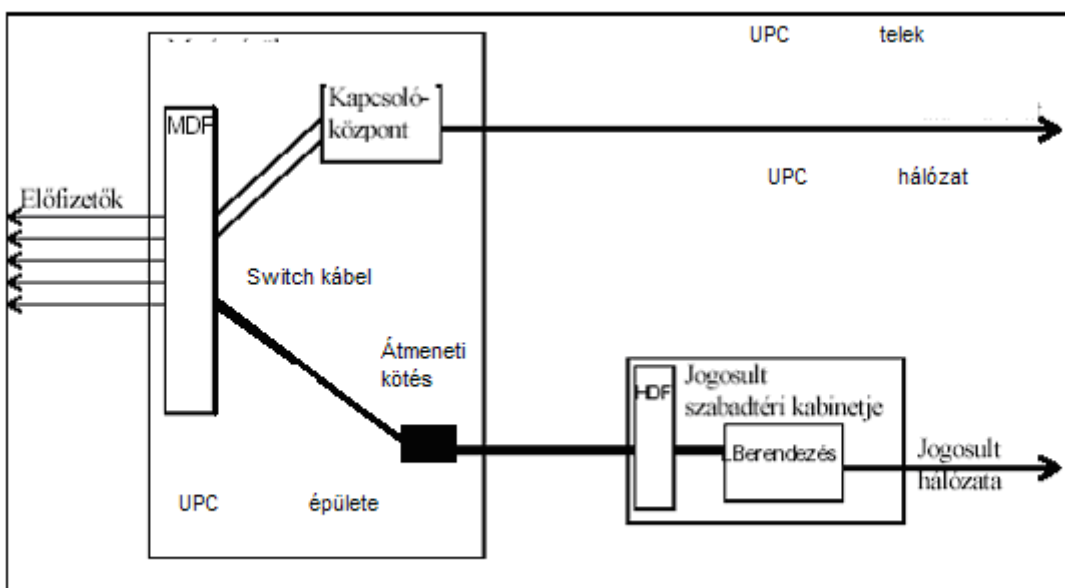 UPC telek
Kapcsoló-
központ
MDF
UPC hálózat
Előfizetők
Switch kábel
Átmeneti
kötés
Jogosult
szabadtéri kabinetje
HDF
LBerendezés
Jogosult
hálózata
UPC épülete